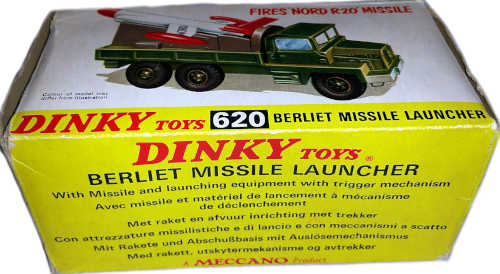 FIRES 'NORD R·20' MISSILE
Colour of model may
differ from illustration
DINKY TOYS 620 BERLIET MISSILE LAUNCHER
DINKY TOYS®
BERLIET MISSILE LAUNCHER
With Missile and launching equipment with trigger mechanism
Avec missile et matériel de lancement à mécanisme
de déclenchement
Met raket en afvuur inrichting met trekker
Con attrezzature missilistiche e di lancio e con meccanismi a scatto
Mit Rakete und Abschußbasis mit Auslösemechanismus
Med rakett, utskytermekanisme og avtrekker
A MECCANO Product